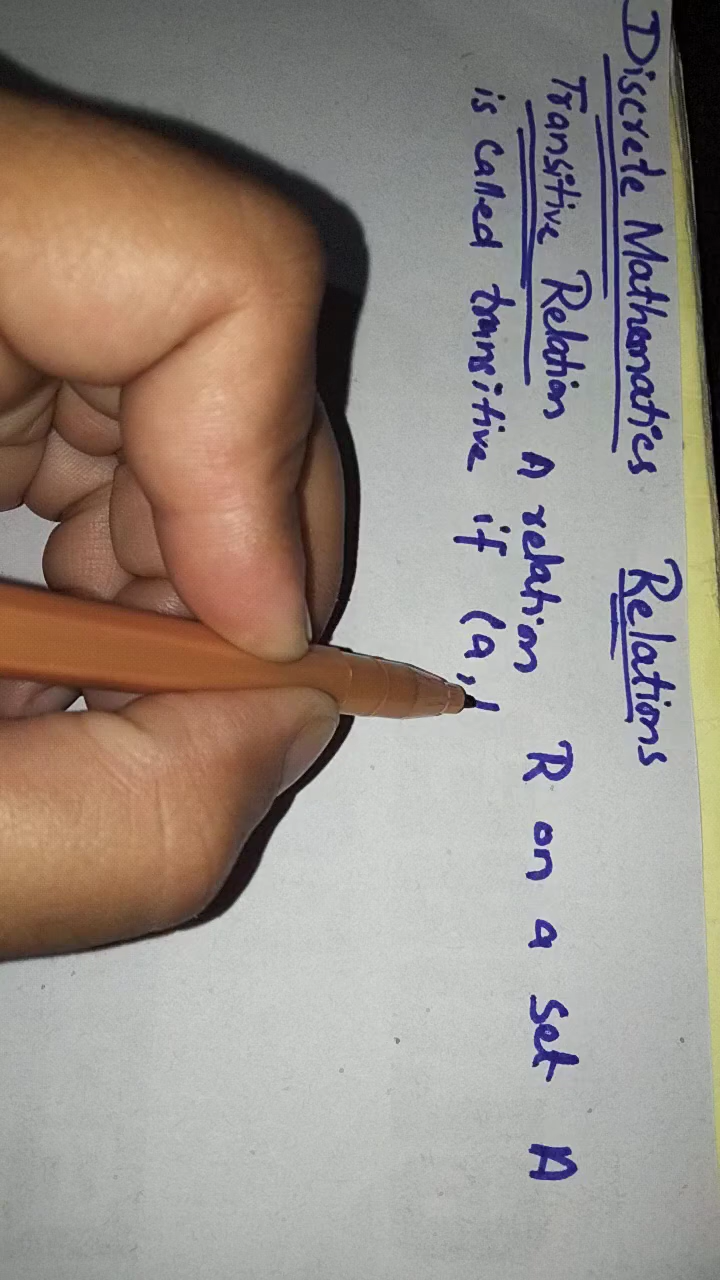 Discrete Mathematics Relations
Transitive Relation A relation R on a set A
is called transitive if (a,